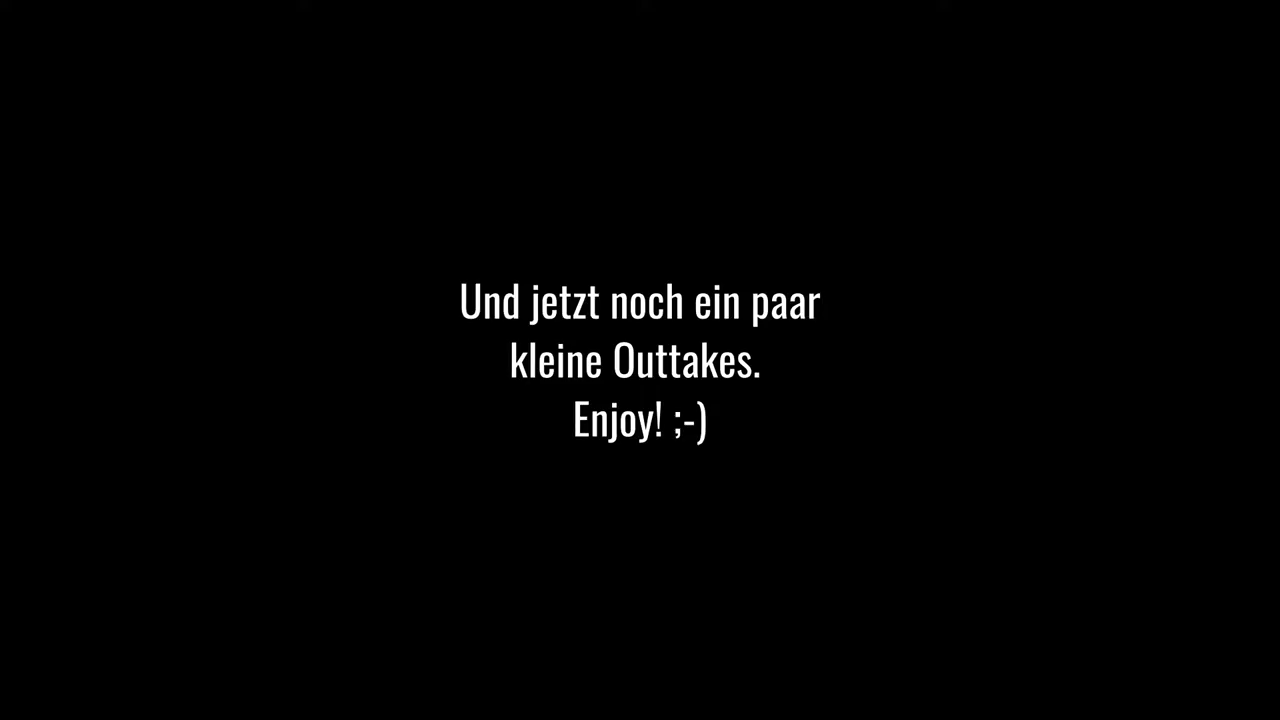 Und jetzt noch ein paar
kleine Outtakes.
Enjoy! ;-)